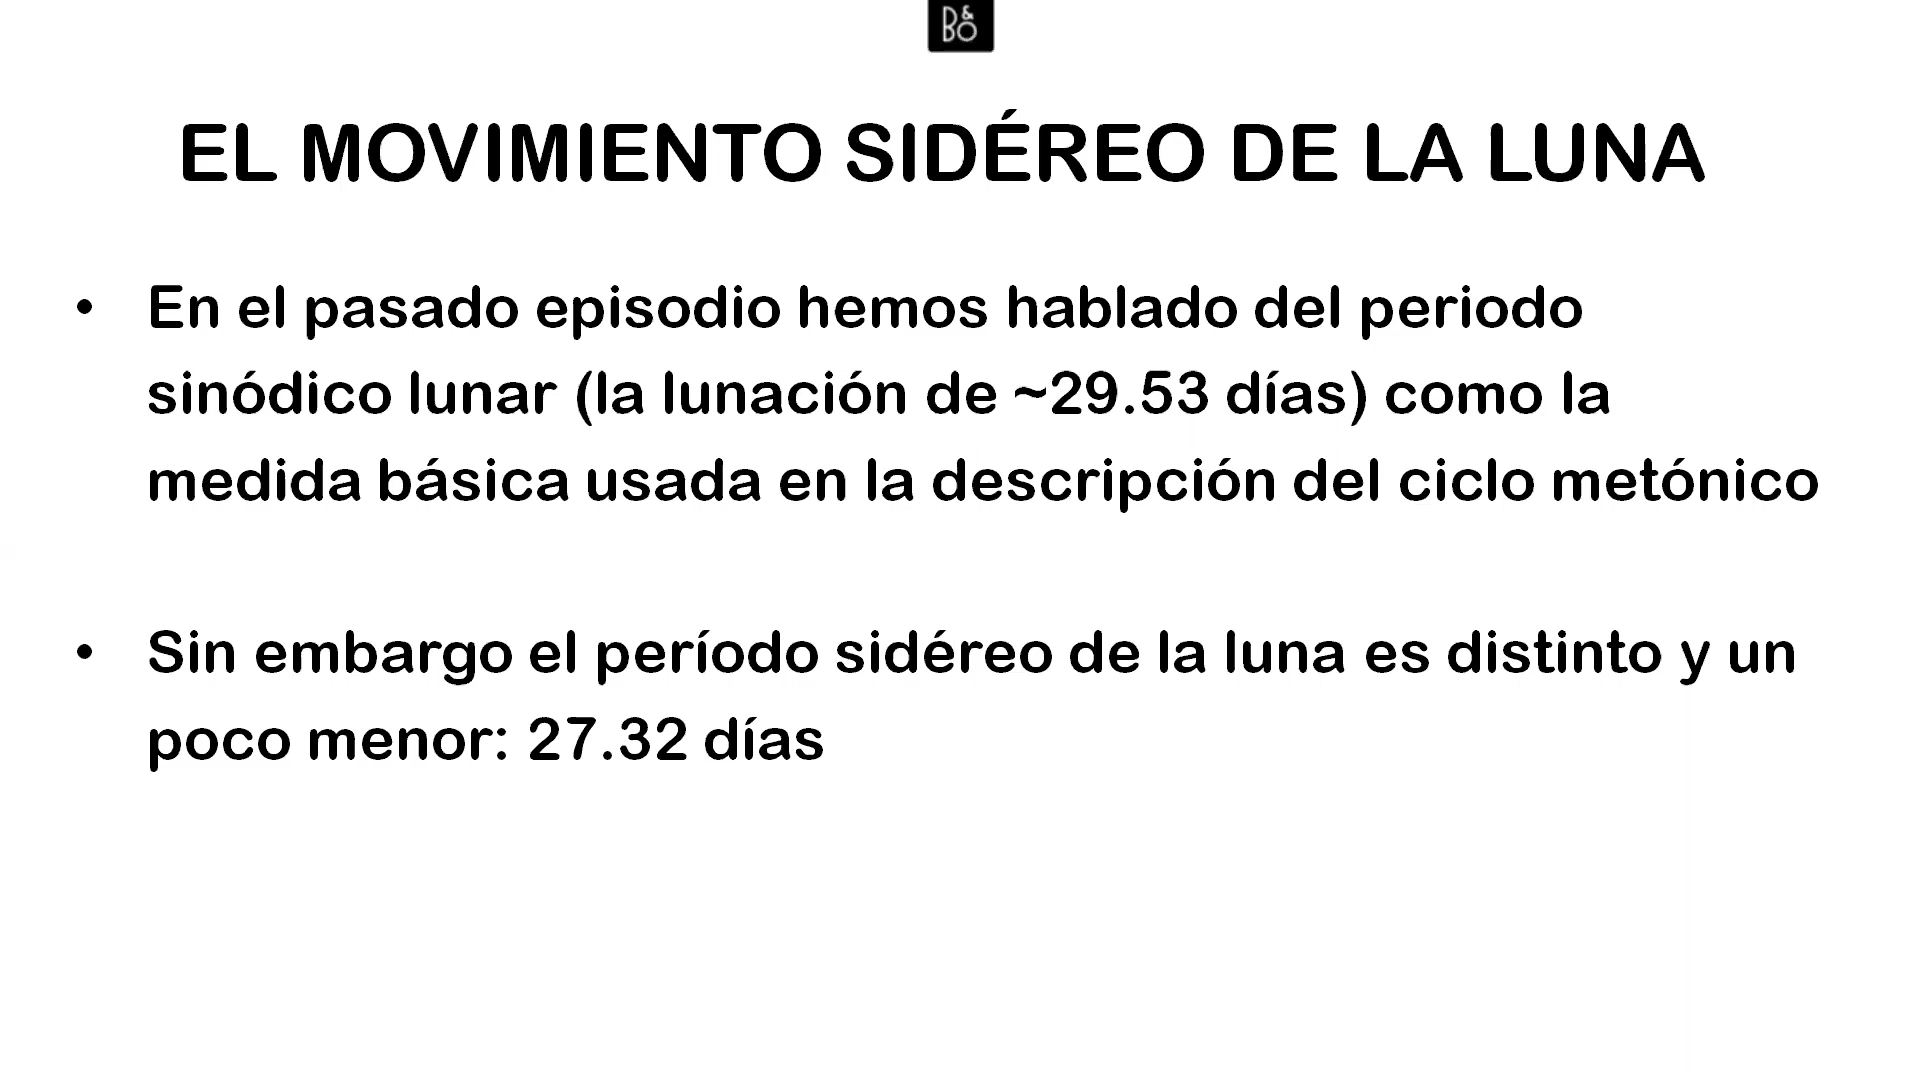 B&O
EL MOVIMIENTO SIDÉREO DE LA LUNA
• En el pasado episodio hemos hablado del periodo
sinódico lunar (la lunación de ~29.53 días) como la
medida básica usada en la descripción del ciclo metónico
• Sin embargo el período sidéreo de la luna es distinto y un
poco menor: 27.32 días